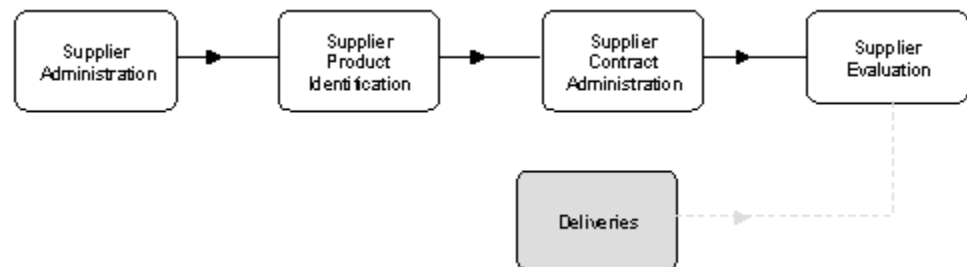 Supplier
Administration
Supplier
Product
Identification
Supplier
Contract
Administration
Supplier
Evaluation
Deliveries